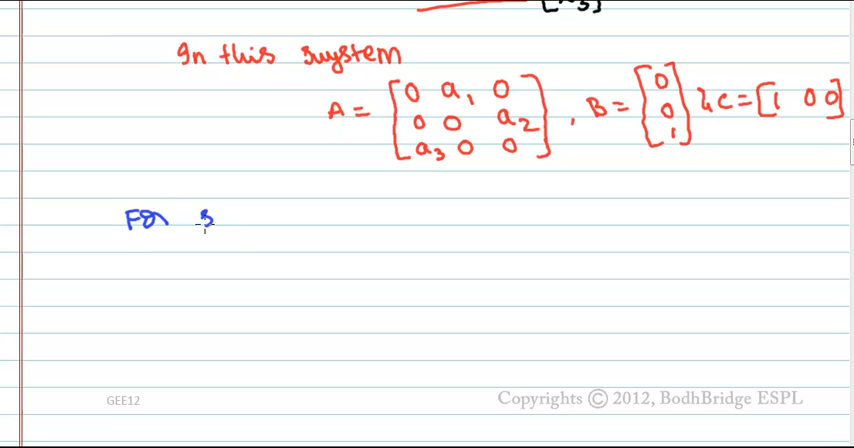 In this suystem
A = [0 a1 0; 0 0 a2; a3 0 0], B = [0; 0; 1] & C = [1 0 0]
For s
GEE12
Copyrights © 2012, BodhBridge ESPL